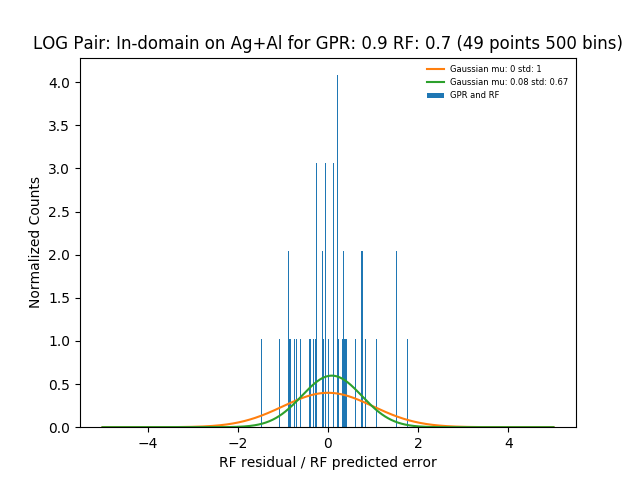 LOG Pair: In-domain on Ag+Al for GPR: 0.9 RF: 0.7 (49 points 500 bins)
Gaussian mu: 0 std: 1
Gaussian mu: 0.08 std: 0.67
GPR and RF
Normalized Counts
4.0
3.5
3.0
2.5
2.0
1.5
1.0
0.5
0.0
−4 −2 0 2 4
RF residual / RF predicted error